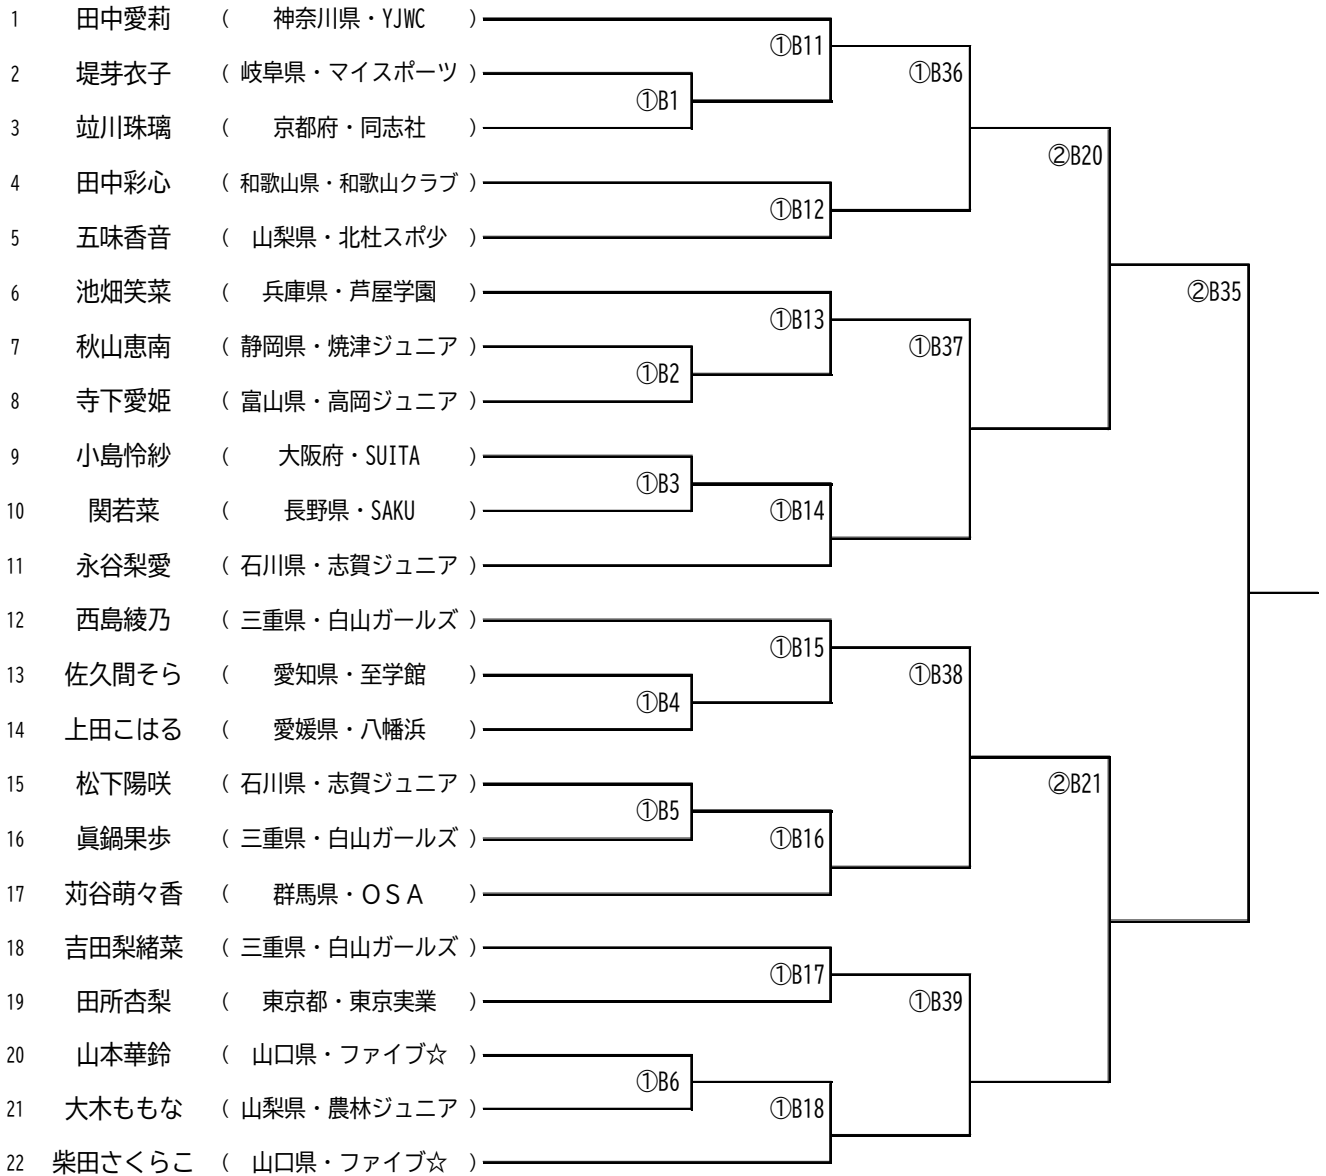 1 田中愛莉 ( 神奈川県・YJWC )
①B11
2 堤芽衣子 ( 岐阜県・マイスポーツ )
①B36
①B1
3 竝川珠璃 ( 京都府・同志社 )
②B20
4 田中彩心 ( 和歌山県・和歌山クラブ )
①B12
5 五味香音 ( 山梨県・北杜スポ少 )
6 池畑笑菜 ( 兵庫県・芦屋学園 )
②B35
①B13
7 秋山恵南 ( 静岡県・焼津ジュニア )
①B37
①B2
8 寺下愛姫 ( 富山県・高岡ジュニア )
9 小島怜紗 ( 大阪府・SUITA )
①B3
10 関若菜 ( 長野県・SAKU )
①B14
11 永谷梨愛 ( 石川県・志賀ジュニア )
12 西島綾乃 ( 三重県・白山ガールズ )
①B15
13 佐久間そら ( 愛知県・至学館 )
①B38
①B4
14 上田こはる ( 愛媛県・八幡浜 )
15 松下陽咲 ( 石川県・志賀ジュニア )
②B21
①B5
16 眞鍋果歩 ( 三重県・白山ガールズ )
①B16
17 苅谷萌々香 ( 群馬県・ＯＳＡ )
18 吉田梨緒菜 ( 三重県・白山ガールズ )
①B17
19 田所杏梨 ( 東京都・東京実業 )
①B39
20 山本華鈴 ( 山口県・ファイブ☆ )
①B6
21 大木ももな ( 山梨県・農林ジュニア )
①B18
22 柴田さくらこ ( 山口県・ファイブ☆ )